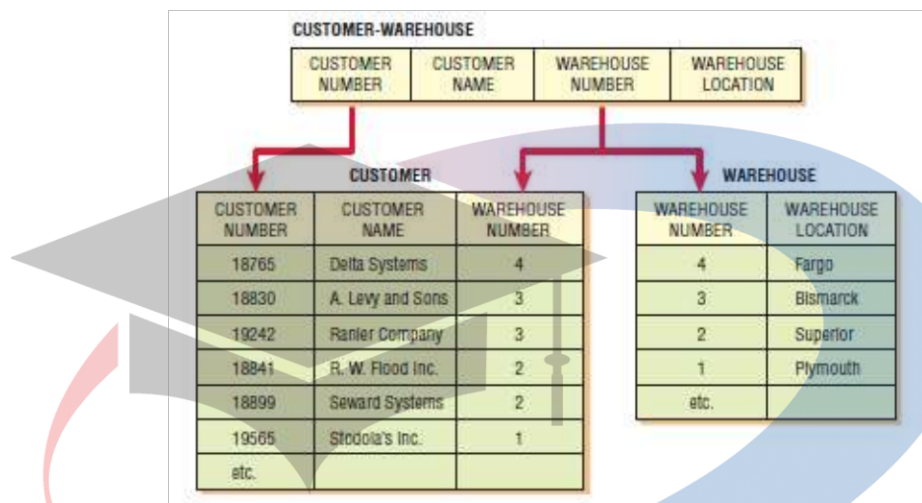 CUSTOMER-WAREHOUSE
CUSTOMER NUMBER CUSTOMER NAME WAREHOUSE NUMBER WAREHOUSE LOCATION
CUSTOMER
CUSTOMER NUMBER CUSTOMER NAME WAREHOUSE NUMBER
18765 Delta Systems 4
18830 A. Levy and Sons 3
19242 Ranier Company 3
18841 R. W. Flood Inc. 2
18899 Seward Systems 2
19565 Stodola's Inc. 1
etc.
WAREHOUSE
WAREHOUSE NUMBER WAREHOUSE LOCATION
4 Fargo
3 Bismarck
2 Superior
1 Plymouth
etc.